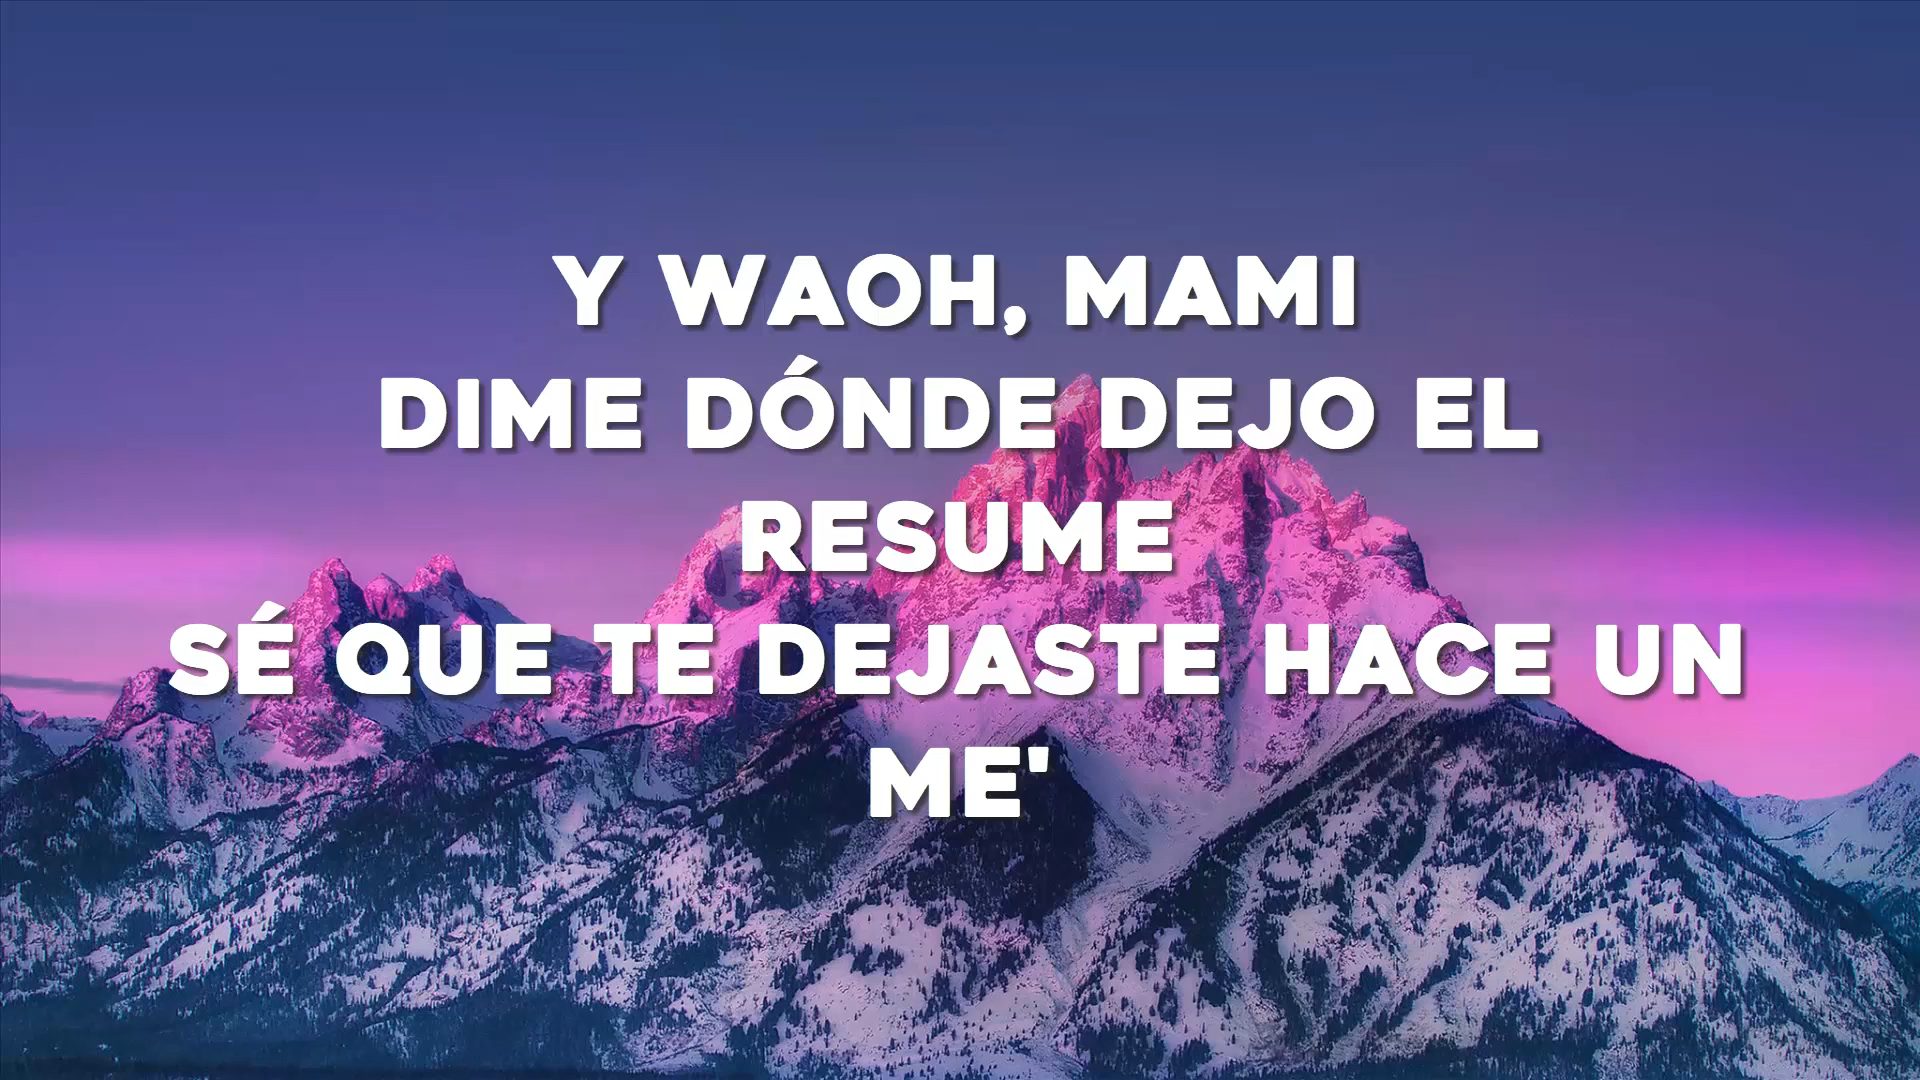 Y WAOH, MAMI
DIME DÓNDE DEJO EL
RESUME
SÉ QUE TE DEJASTE HACE UN
ME'